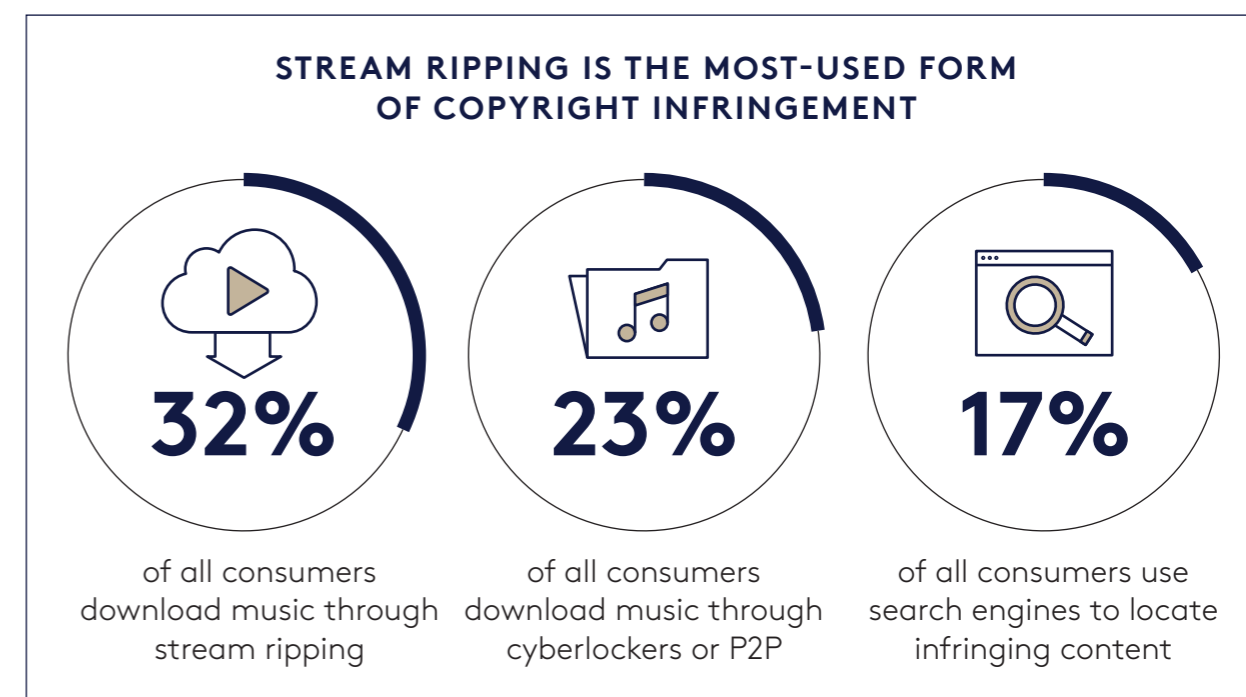 STREAM RIPPING IS THE MOST-USED FORM
OF COPYRIGHT INFRINGEMENT
32%
of all consumers
download music through
stream ripping
23%
of all consumers
download music through
cyberlockers or P2P
17%
of all consumers use
search engines to locate
infringing content